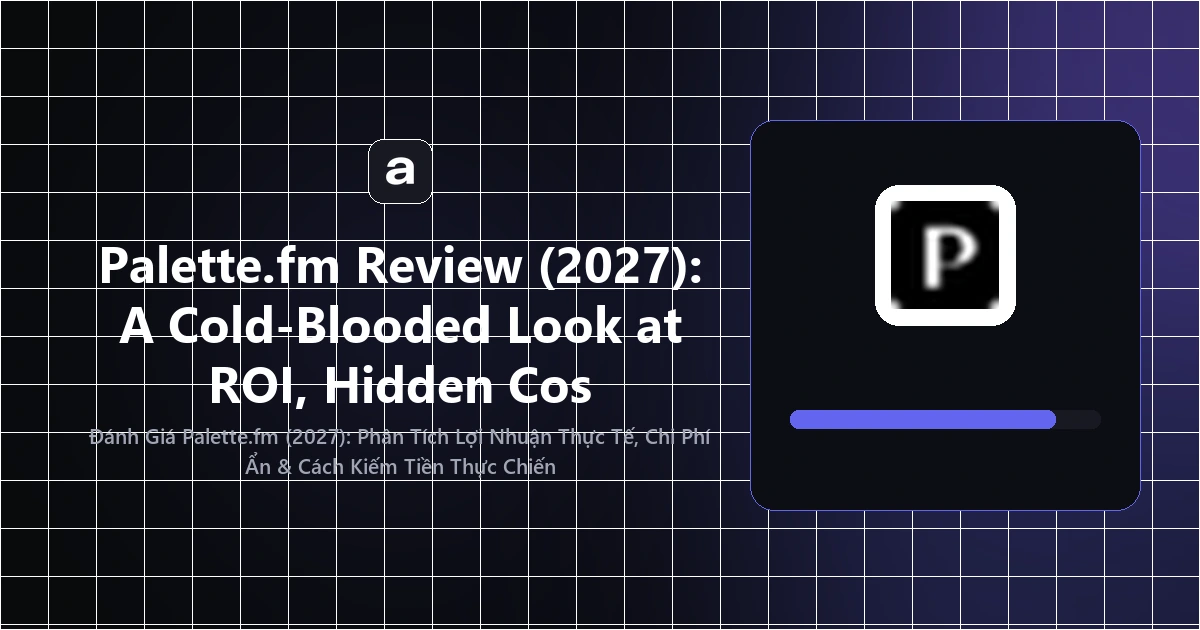 a
Palette.fm Review (2027):
A Cold-Blooded Look at
ROI, Hidden Cos
Đánh Giá Palette.fm (2027): Phân Tích Lợi Nhuận Thực Tế, Chi Phí
Ẩn & Cách Kiếm Tiền Thực Chiến
P